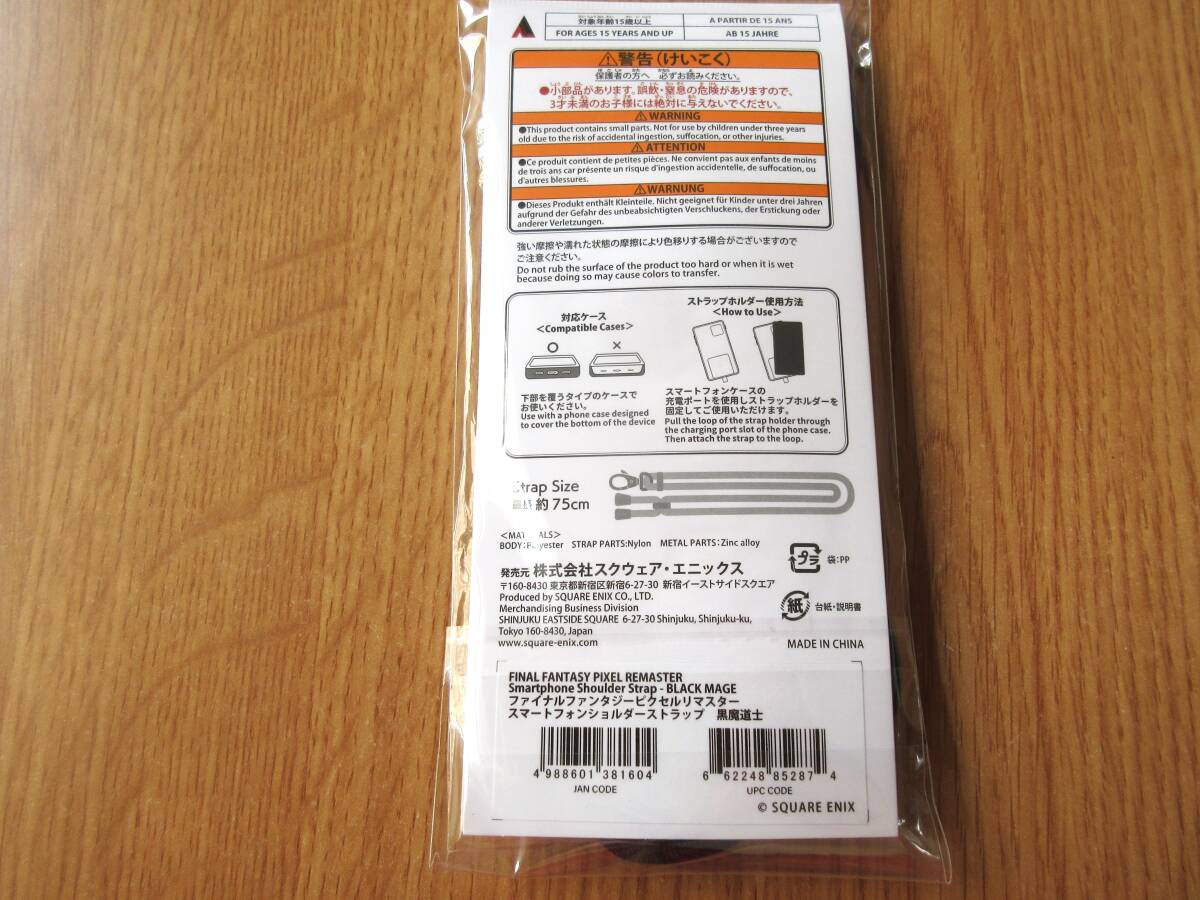 対象年齢15歳以上
A PARTIR DE 15 ANS
FOR AGES 15 YEARS AND UP
AB 15 JAHRE
⚠警告(けいこく)
保護者の方へ 必ずお読みください。
●小部品があります。誤飲・窒息の危険がありますので、
3才未満のお子様には絶対に与えないでください。
⚠WARNING
●This product contains small parts. Not for use by children under three years
old due to the risk of accidental ingestion, suffocation, or other injuries.
⚠ATTENTION
●Ce produit contient de petites pièces. Ne convient pas aux enfants de moins
de trois ans car présente un risque d'ingestion accidentelle, de suffocation, ou
d'autres blessures.
⚠WARNUNG
●Dieses Produkt enthält Kleinteile. Nicht geeignet für Kinder unter drei Jahren
aufgrund der Gefahr des unbeabsichtigten Verschluckens, der Erstickung oder
anderer Verletzungen.
強い摩擦や濡れた状態の摩擦により色移りする場合がございますので
ご注意ください。
Do not rub the surface of the product too hard or when it is wet
because doing so may cause colors to transfer.
対応ケース
<Compatible Cases>
下部を覆うタイプのケースで
お使いください。
Use with a phone case designed
to cover the bottom of the device
ストラップホルダー使用方法
<How to Use>
スマートフォンケースの
充電ポートを使用しストラップホルダーを
固定してご使用いただけます。
Pull the loop of the strap holder through
the charging port slot of the phone case.
Then attach the strap to the loop.
Strap Size
約75cm
<MATERIALS>
BODY:Polyester STRAP PARTS:Nylon METAL PARTS:Zinc alloy
プラ 袋:PP
発売元 株式会社スクウェア・エニックス
〒160-8430 東京都新宿区新宿6-27-30 新宿イーストサイドスクエア
Produced by SQUARE ENIX CO., LTD.
Merchandising Business Division
SHINJUKU EASTSIDE SQUARE 6-27-30 Shinjuku, Shinjuku-ku,
Tokyo 160-8430, Japan
www.square-enix.com
紙 台紙・説明書
MADE IN CHINA
FINAL FANTASY PIXEL REMASTER
Smartphone Shoulder Strap - BLACK MAGE
ファイナルファンタジーピクセルリマスター
スマートフォンショルダーストラップ 黒魔道士
4 988601 381604
JAN CODE
6 62248 85287 4
UPC CODE
© SQUARE ENIX